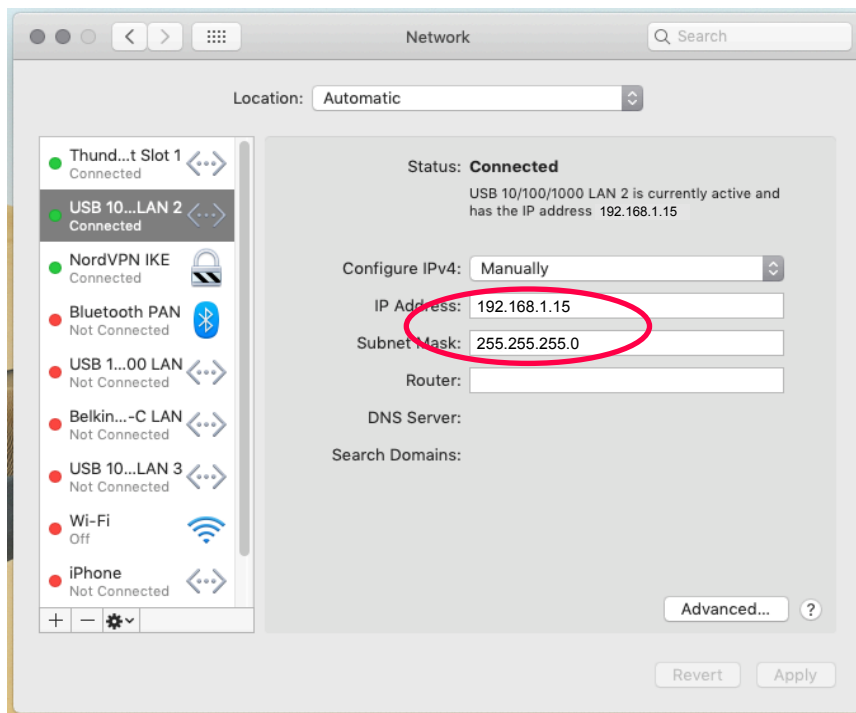 Network
Search
Location: Automatic
Thund...t Slot 1
Connected
USB 10...LAN 2
Connected
NordVPN IKE
Connected
Bluetooth PAN
Not Connected
USB 1...00 LAN
Not Connected
Belkin...-C LAN
Not Connected
USB 10...LAN 3
Not Connected
Wi-Fi
Off
iPhone
Not Connected
Status: Connected
USB 10/100/1000 LAN 2 is currently active and
has the IP address 192.168.1.15
Configure IPv4: Manually
IP Address: 192.168.1.15
Subnet Mask: 255.255.255.0
Router:
DNS Server:
Search Domains:
Advanced... ?
Revert Apply